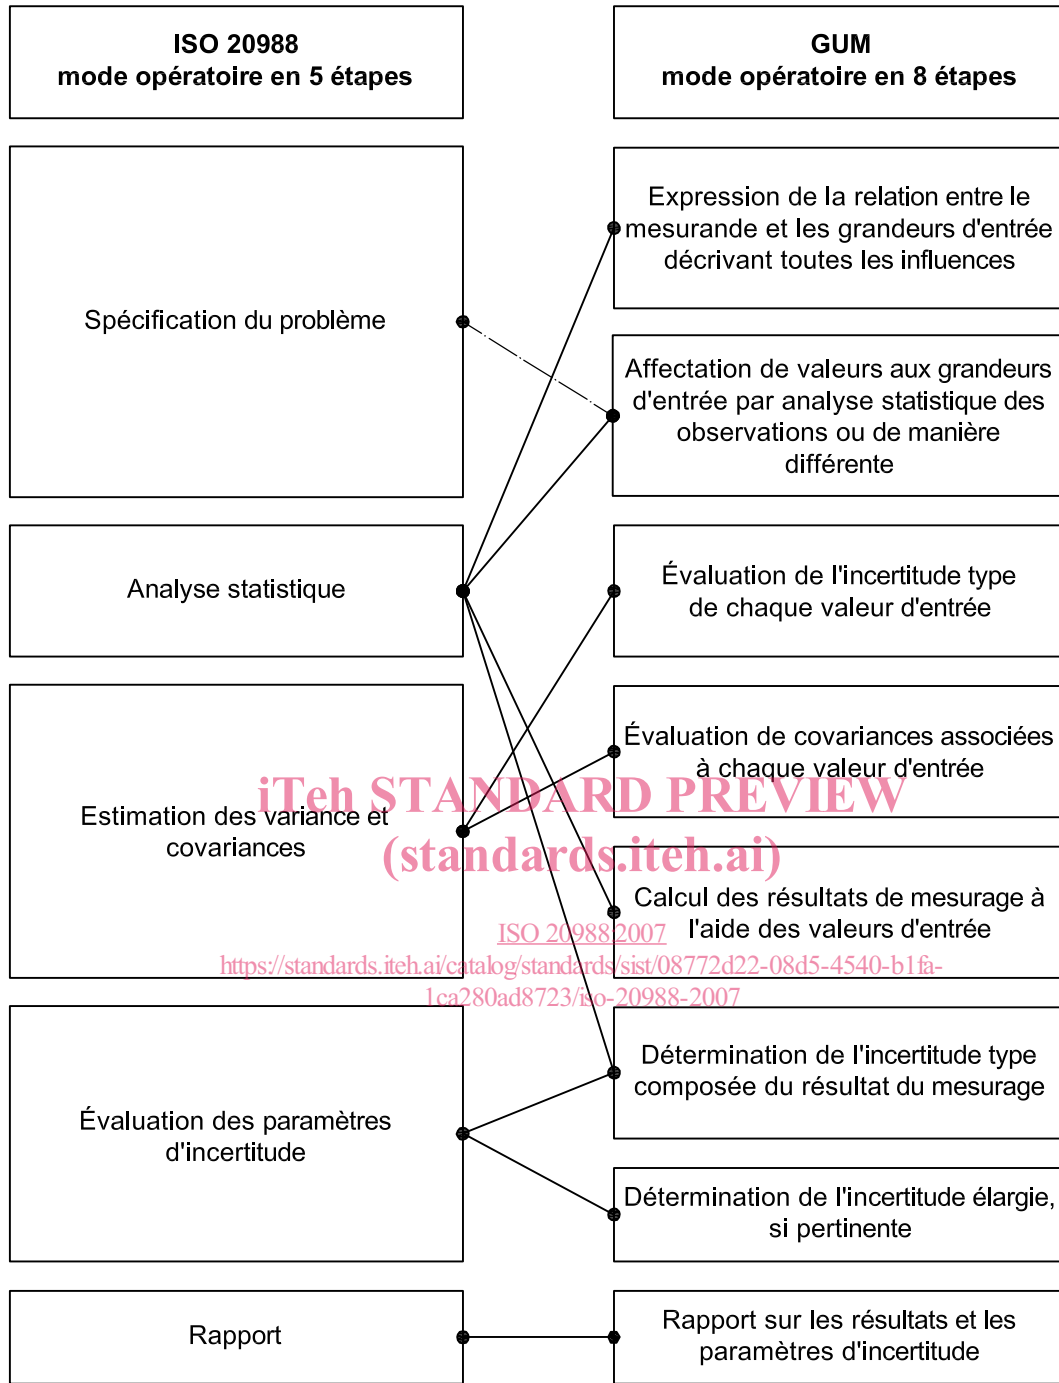 ISO 20988
mode opératoire en 5 étapes
GUM
mode opératoire en 8 étapes
Spécification du problème
Expression de la relation entre le
mesurande et les grandeurs d'entrée
décrivant toutes les influences
Affectation de valeurs aux grandeurs
d'entrée par analyse statistique des
observations ou de manière
différente
Analyse statistique
Évaluation de l'incertitude type
de chaque valeur d'entrée
Estimation des variance et
covariances
Évaluation de covariances associées
à chaque valeur d'entrée
iTeh STANDARD PREVIEW
(standards.iteh.ai)
Calcul des résultats de mesurage à
l'aide des valeurs d'entrée
ISO 20988:2007
https://standards.iteh.ai/catalog/standards/sist/08772d22-08d5-4540-b1fa-
1ca280ad8723/iso-20988-2007
Évaluation des paramètres
d'incertitude
Détermination de l'incertitude type
composée du résultat du mesurage
Détermination de l'incertitude élargie,
si pertinente
Rapport
Rapport sur les résultats et les
paramètres d'incertitude